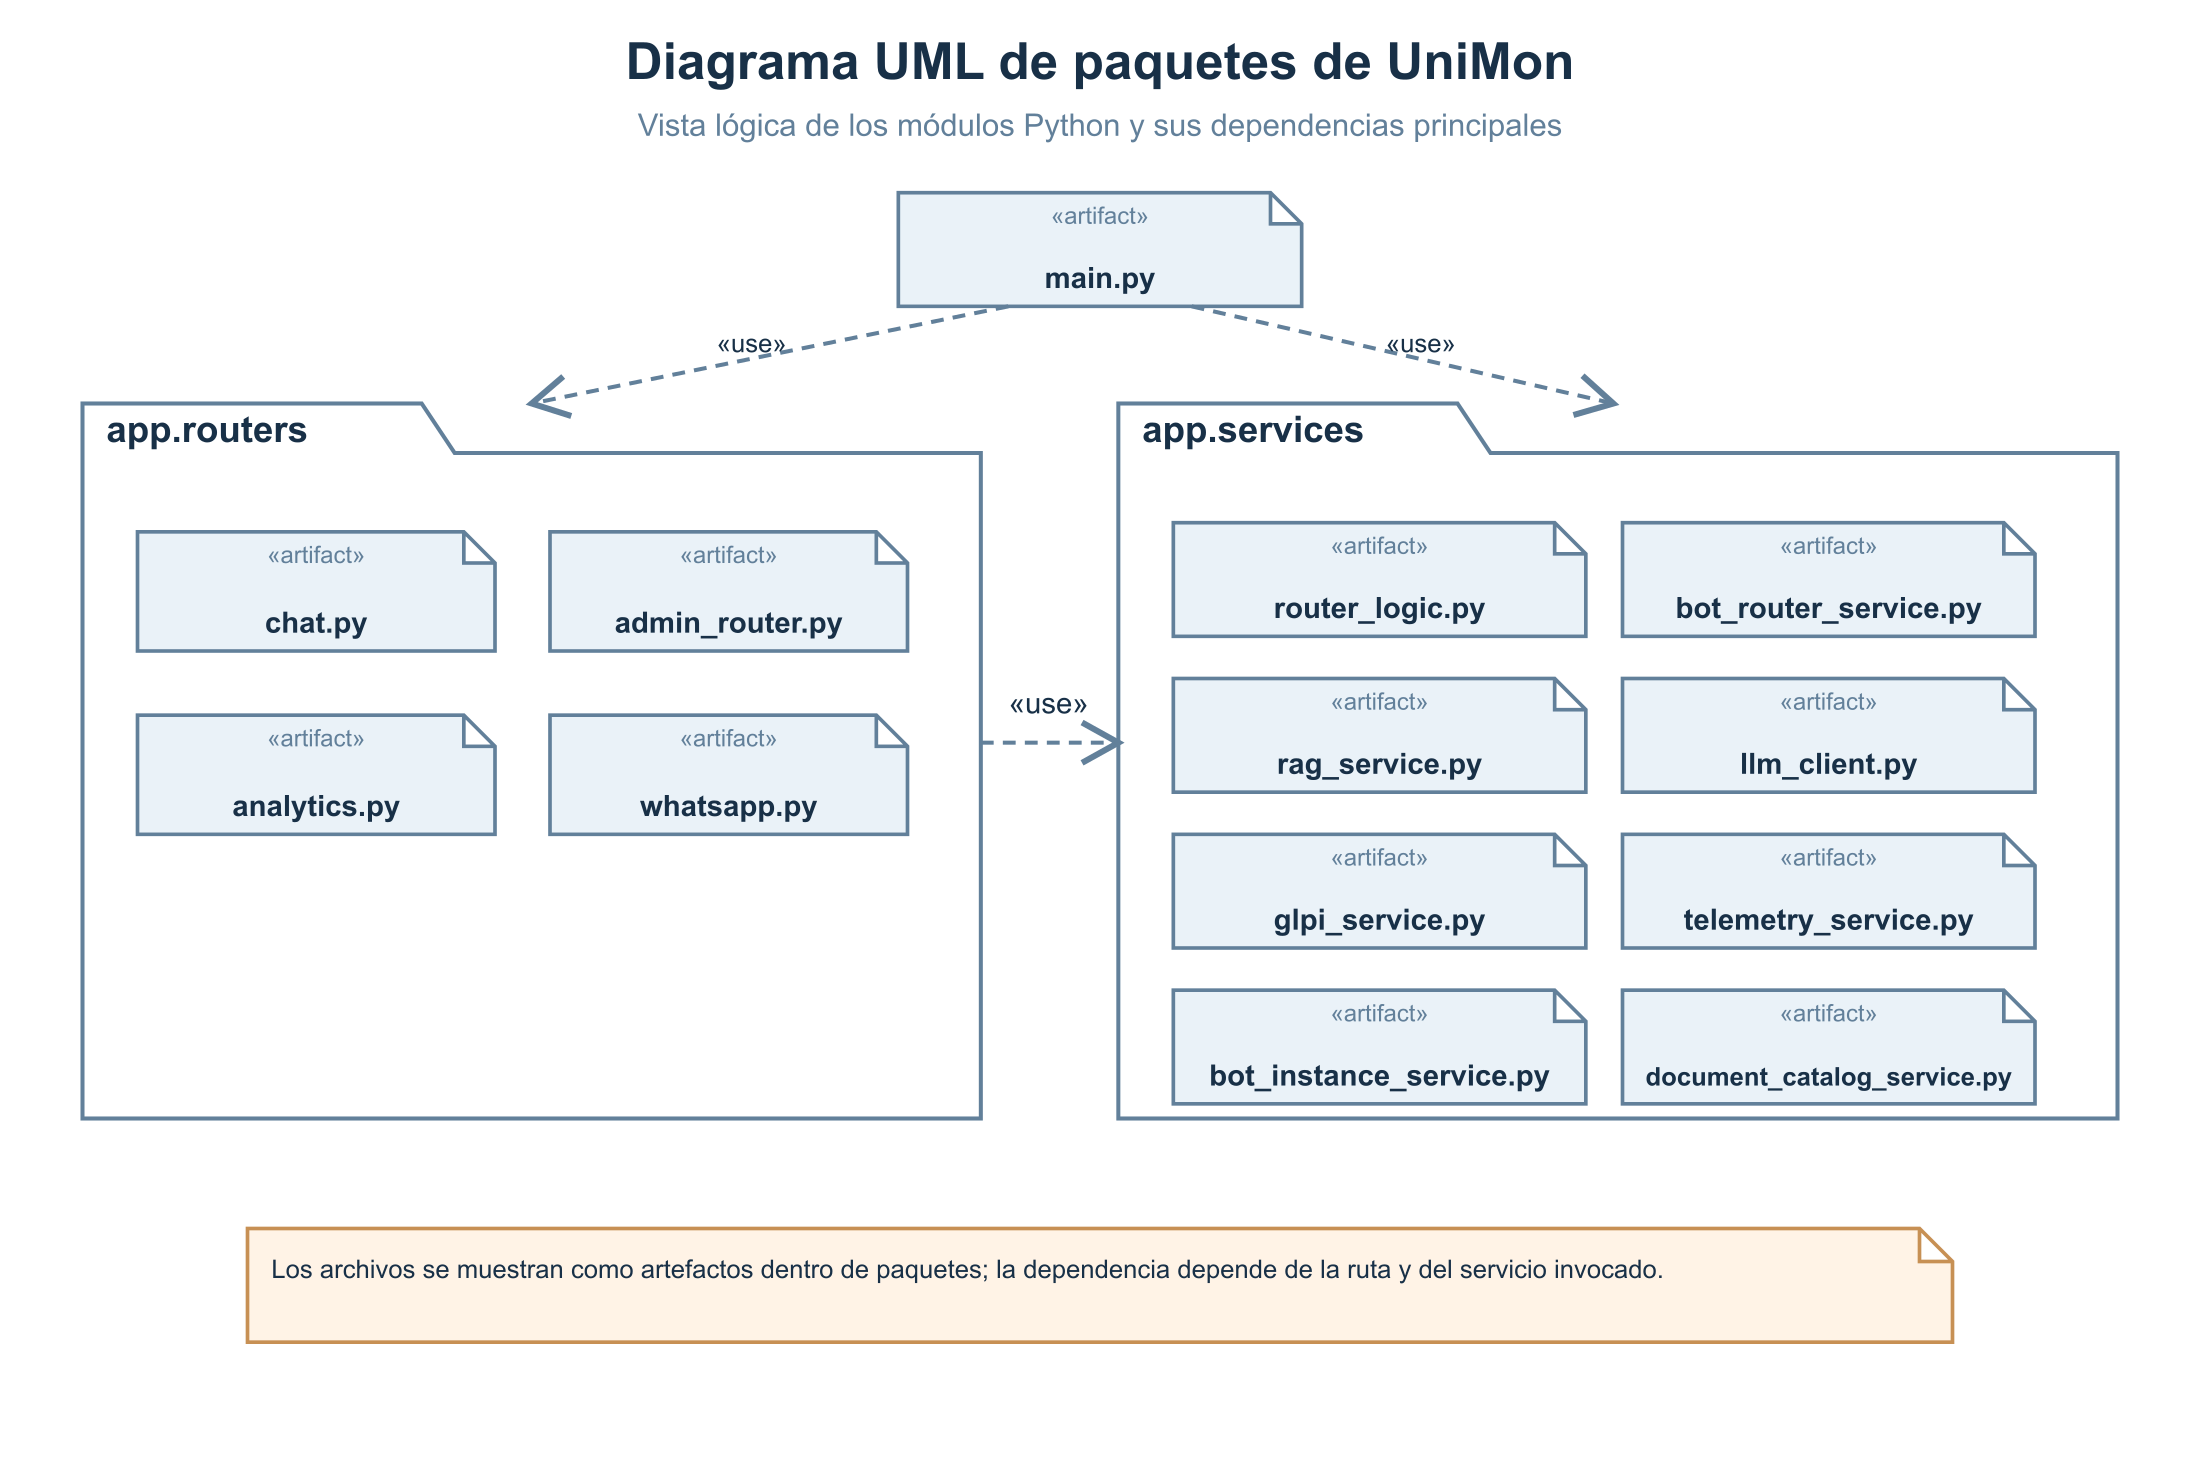 Diagrama UML de paquetes de UniMon
Vista lógica de los módulos Python y sus dependencias principales
«artifact»
main.py
«use»
«use»
app.routers
«artifact»
chat.py
«artifact»
admin_router.py
«artifact»
analytics.py
«artifact»
whatsapp.py
«use»
app.services
«artifact»
router_logic.py
«artifact»
bot_router_service.py
«artifact»
rag_service.py
«artifact»
llm_client.py
«artifact»
glpi_service.py
«artifact»
telemetry_service.py
«artifact»
bot_instance_service.py
«artifact»
document_catalog_service.py
Los archivos se muestran como artefactos dentro de paquetes; la dependencia depende de la ruta y del servicio invocado.